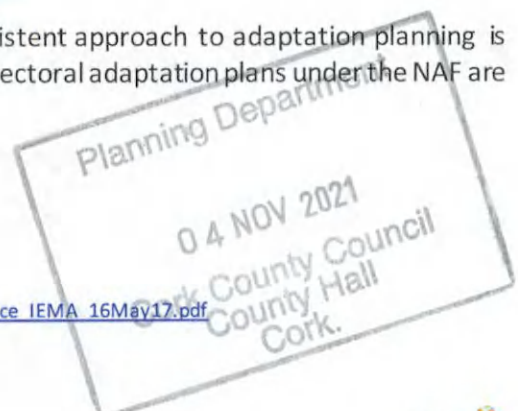 istent approach to adaptation planning is
ectoral adaptation plans under the NAF are
Planning Department
04 NOV 2021
Cork County Council
County Hall
Cork.
ce_IEMA_16May17.pdf